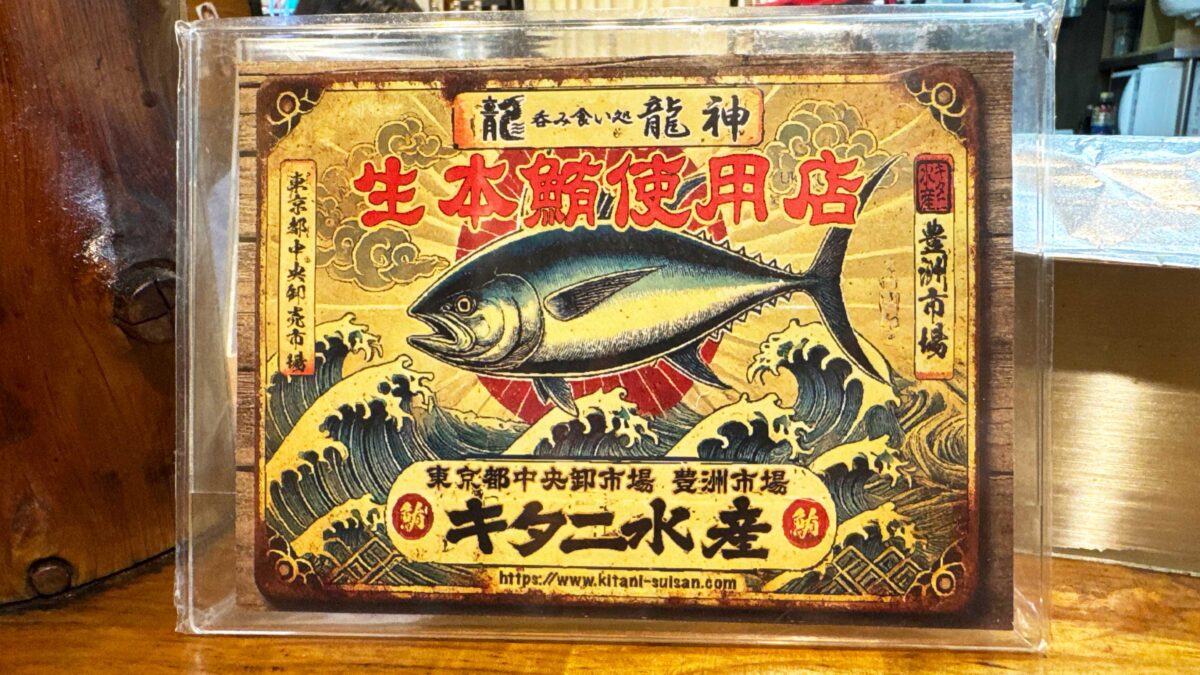 龍 呑み食い処 龍神
生本鮪使用店
東京都中央卸売市場
キタニ水産
豊洲市場
東京都中央卸市場 豊洲市場
鮪 キタニ水産 鮪
https://www.kitani-suisan.com